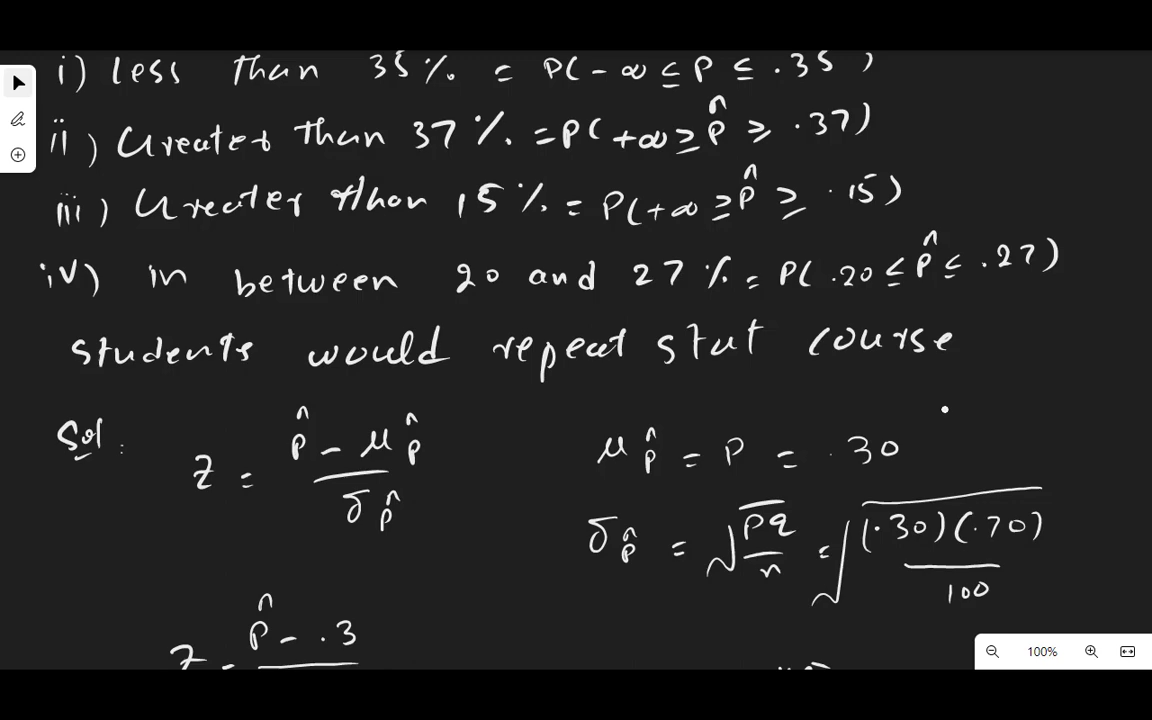 i) less than 35%. = P(-∞ ≤ P ≤ .35)
ii) Greater than 37%. = P(+∞ ≥ p̂ ≥ .37)
iii) Greater than 15%. = P(+∞ ≥ p̂ ≥ .15)
iv) in between 20 and 27%. = P(.20 ≤ p̂ ≤ .27)
students would repeat stat course
Sol: Z = (p̂ - μp̂) / σp̂
μp̂ = P = .30
σp̂ = √(pq/n) = √((.30)(.70)/100)
Z = p̂ - .3
100%